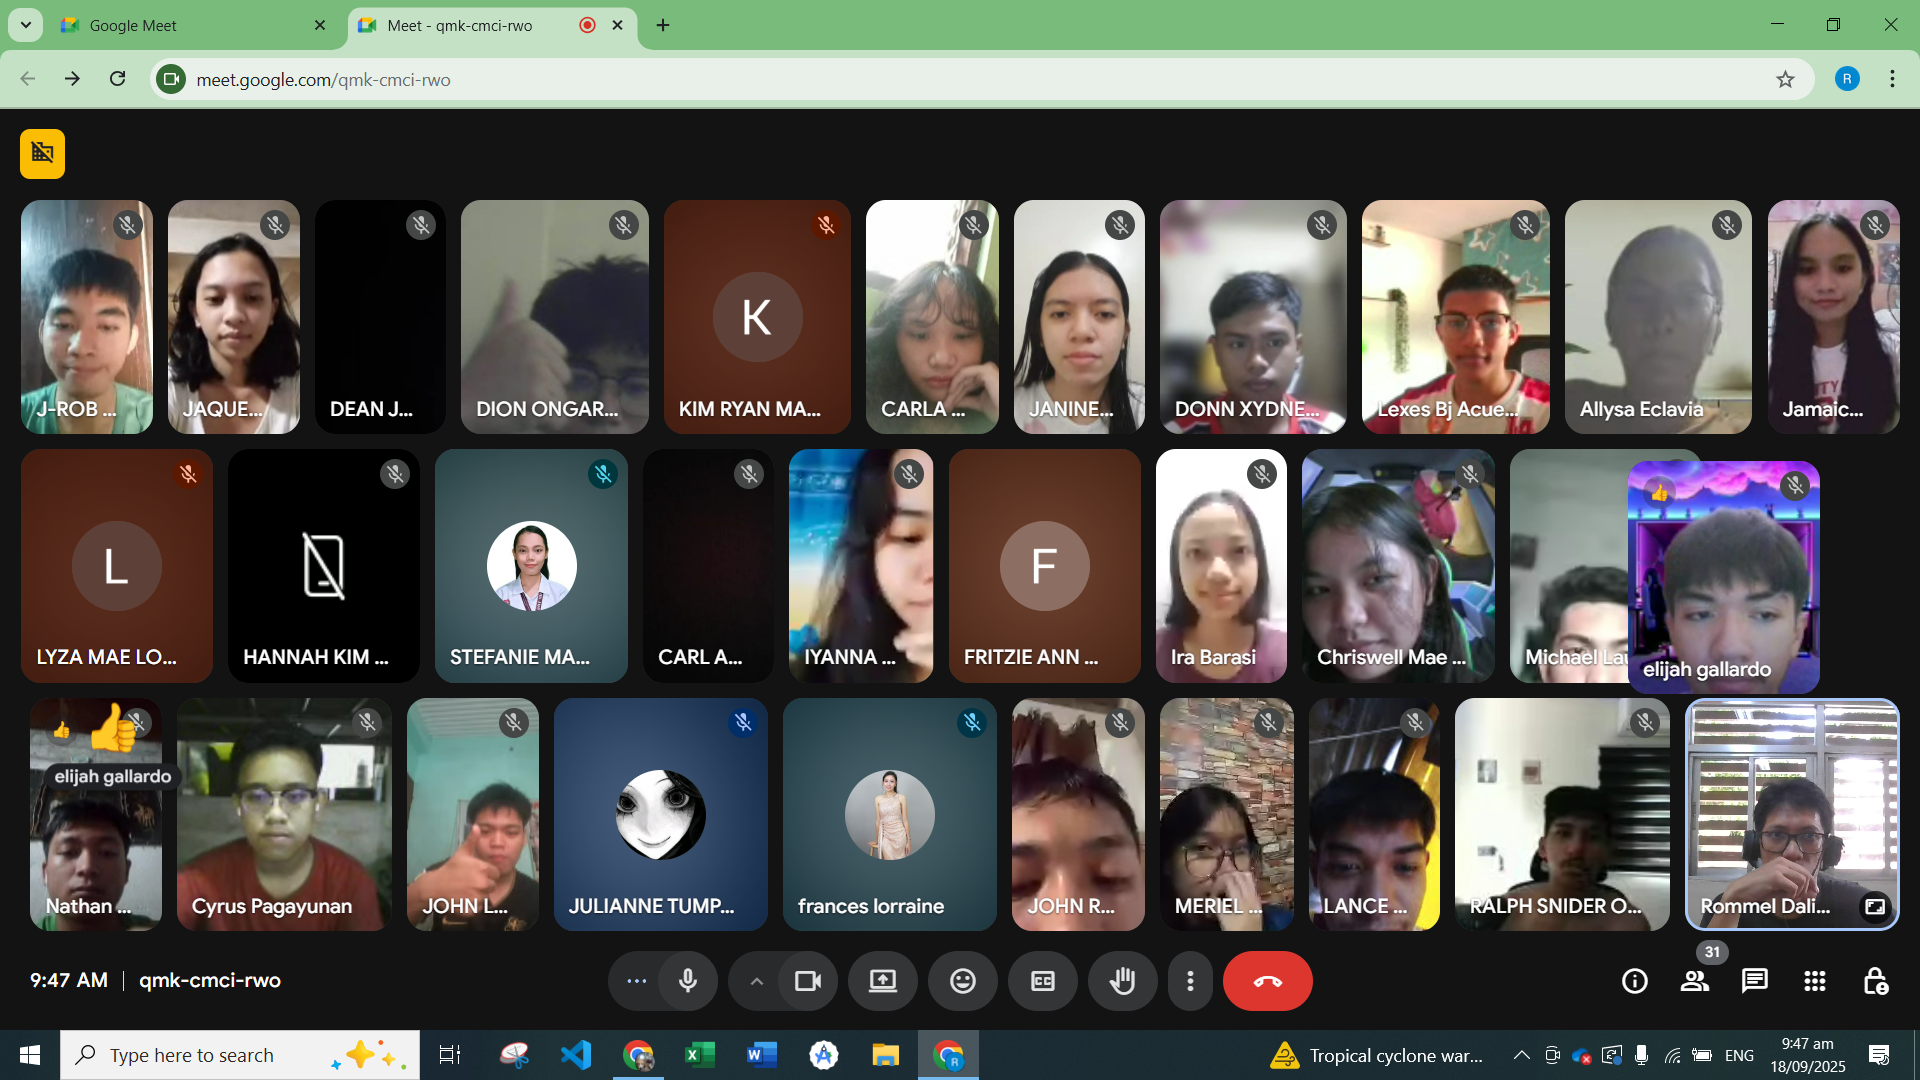 Google Meet
Meet - qmk-cmci-rwo
meet.google.com/qmk-cmci-rwo
R
J-ROB ...
JAQUE...
DEAN J...
DION ONGAR...
K
KIM RYAN MA...
CARLA ...
JANINE...
DONN XYDNE...
Lexes Bj Acue...
Allysa Eclavia
Jamaic...
L
LYZA MAE LO...
HANNAH KIM ...
STEFANIE MA...
CARL A...
IYANNA ...
F
FRITZIE ANN ...
Ira Barasi
Chriswell Mae ...
Michael
elijah gallardo
elijah gallardo
Nathan ...
Cyrus Pagayunan
JOHN L...
JULIANNE TUMP...
frances lorraine
JOHN R...
MERIEL ...
LANCE ...
RALPH SNIDER O...
Rommel Dali...
9:47 AM | qmk-cmci-rwo
CC
31
Type here to search
Tropical cyclone war...
ENG
9:47 am
18/09/2025